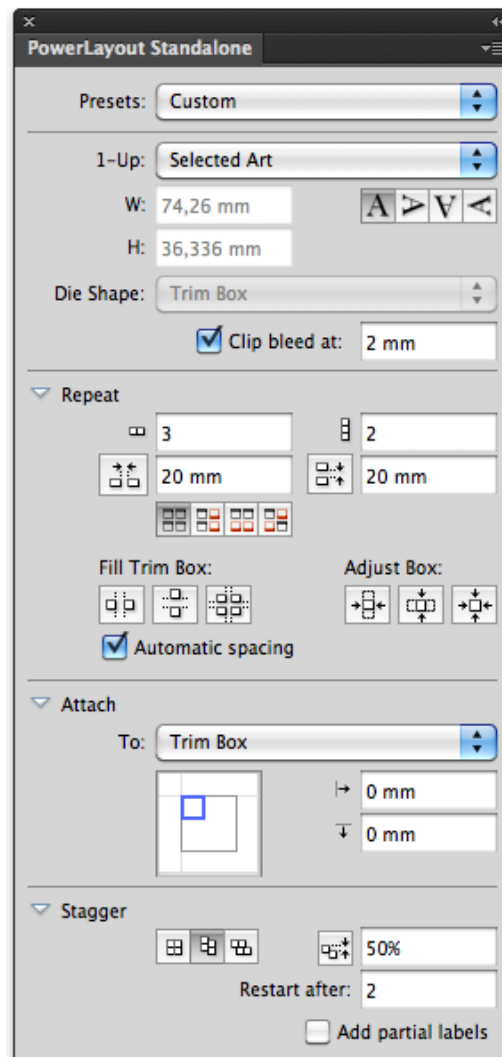 PowerLayout Standalone
Presets: Custom
1-Up: Selected Art
W: 74,26 mm
A A A A
H: 36,336 mm
Die Shape: Trim Box
Clip bleed at: 2 mm
Repeat
3 2
20 mm 20 mm
Fill Trim Box: Adjust Box:
Automatic spacing
Attach
To: Trim Box
0 mm
0 mm
Stagger
50%
Restart after: 2
Add partial labels